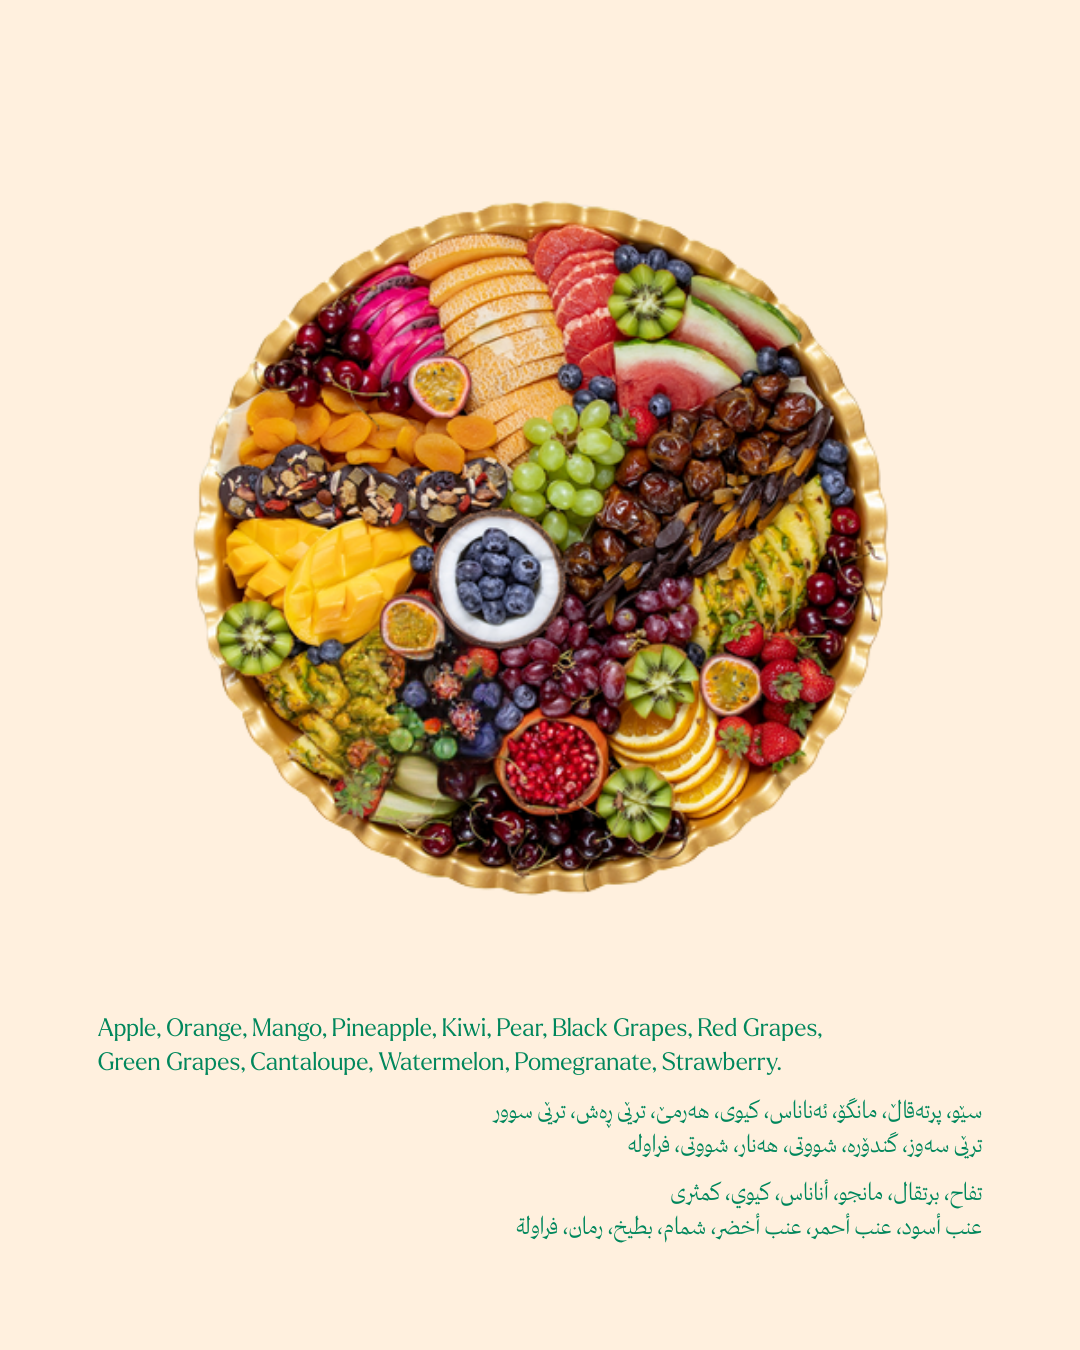 Apple, Orange, Mango, Pineapple, Kiwi, Pear, Black Grapes, Red Grapes,
Green Grapes, Cantaloupe, Watermelon, Pomegranate, Strawberry.
سێو، پرتەقاڵ، مانگۆ، ئەناناس، کیوی، هەرمێ، ترێی ڕەش، ترێی سوور
ترێی سەوز، گندۆرە، شووتی، هەنار، شووتی، فراولە
تفاح، برتقال، مانجو، أناناس، كيوي، كمثرى
عنب أسود، عنب أحمر، عنب أخضر، شمام، بطيخ، رمان، فراولة